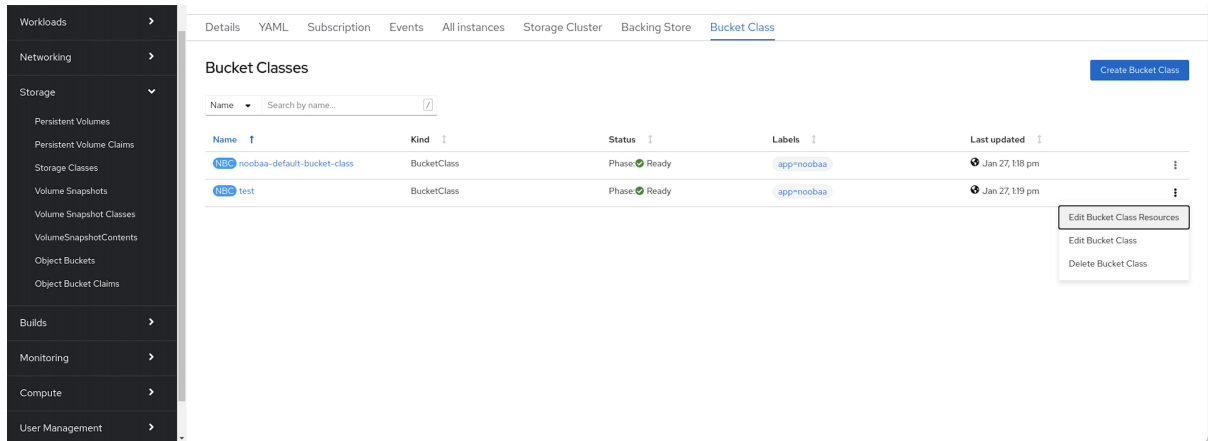 Workloads
Networking
Storage
Persistent Volumes
Persistent Volume Claims
Storage Classes
Volume Snapshots
Volume Snapshot Classes
VolumeSnapshotContents
Object Buckets
Object Bucket Claims
Builds
Monitoring
Compute
User Management
Details YAML Subscription Events All instances Storage Cluster Backing Store Bucket Class
Bucket Classes
Create Bucket Class
Name Search by name... /
Name Kind Status Labels Last updated
NBC noobaa-default-bucket-class BucketClass Phase: Ready app=noobaa Jan 27, 1:18 pm
NBC test BucketClass Phase: Ready app=noobaa Jan 27, 1:19 pm
Edit Bucket Class Resources
Edit Bucket Class
Delete Bucket Class